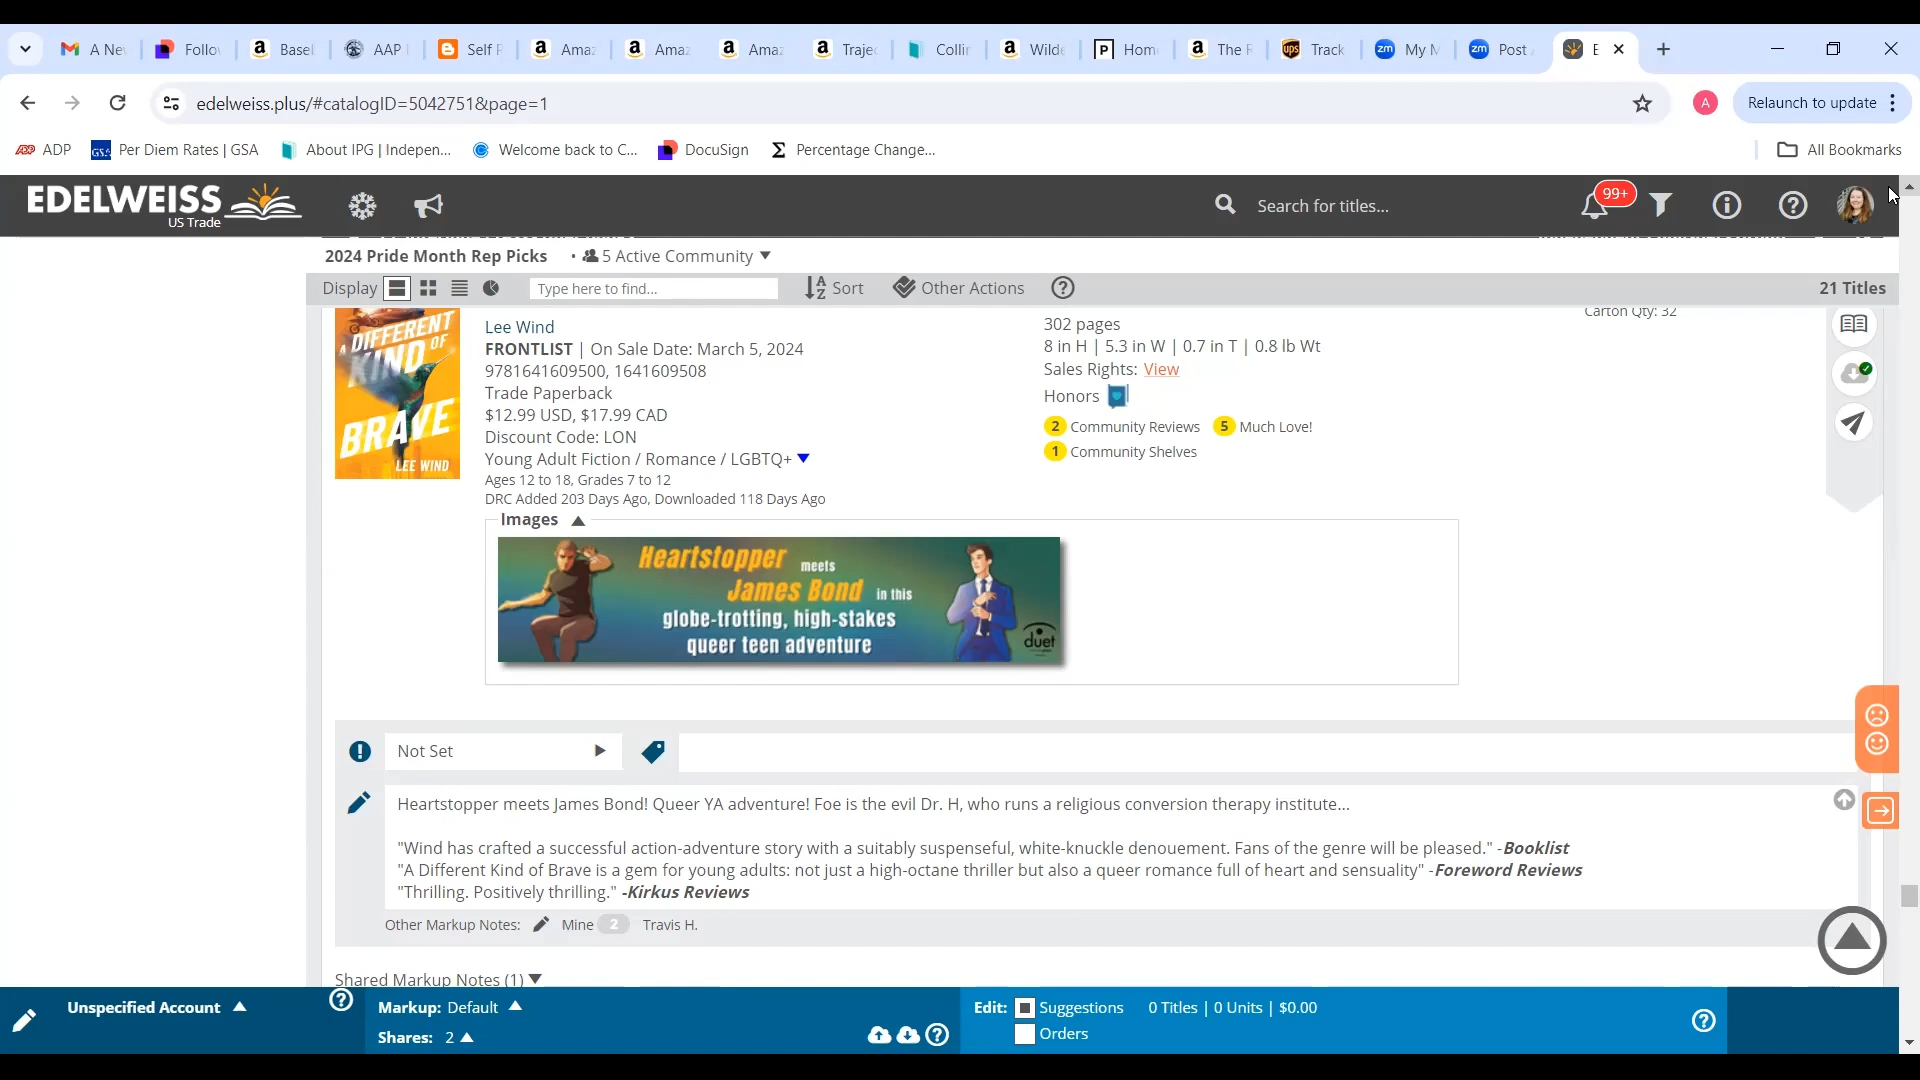 A Ne
Follo
Basel
AAP
Self P
Amaz
Amaz
Amaz
Traje
Collin
Wilde
Hom
The R
Track
My M
Post
E
edelweiss.plus/#catalogID=5042751&page=1
A
Relaunch to update
ADP
Per Diem Rates | GSA
About IPG | Indepen...
Welcome back to C...
DocuSign
Percentage Change...
All Bookmarks
EDELWEISS
US Trade
Search for titles...
99+
2024 Pride Month Rep Picks • 5 Active Community
Display
Type here to find...
Sort
Other Actions
21 Titles
A DIFFERENT
KIND OF
BRAVE
LEE WIND
Lee Wind
FRONTLIST | On Sale Date: March 5, 2024
9781641609500, 1641609508
Trade Paperback
$12.99 USD, $17.99 CAD
Discount Code: LON
Young Adult Fiction / Romance / LGBTQ+
Ages 12 to 18, Grades 7 to 12
DRC Added 203 Days Ago, Downloaded 118 Days Ago
302 pages
8 in H | 5.3 in W | 0.7 in T | 0.8 lb Wt
Sales Rights: View
Honors
2 Community Reviews 5 Much Love!
1 Community Shelves
Carton Qty: 32
Images
Heartstopper meets
James Bond in this
globe-trotting, high-stakes
queer teen adventure
duet
Not Set
Heartstopper meets James Bond! Queer YA adventure! Foe is the evil Dr. H, who runs a religious conversion therapy institute...
"Wind has crafted a successful action-adventure story with a suitably suspenseful, white-knuckle denouement. Fans of the genre will be pleased." -Booklist
"A Different Kind of Brave is a gem for young adults: not just a high-octane thriller but also a queer romance full of heart and sensuality" -Foreword Reviews
"Thrilling. Positively thrilling." -Kirkus Reviews
Other Markup Notes: Mine 2 Travis H.
Shared Markup Notes (1)
Unspecified Account
Markup: Default
Shares: 2
Edit: Suggestions 0 Titles | 0 Units | $0.00
Orders